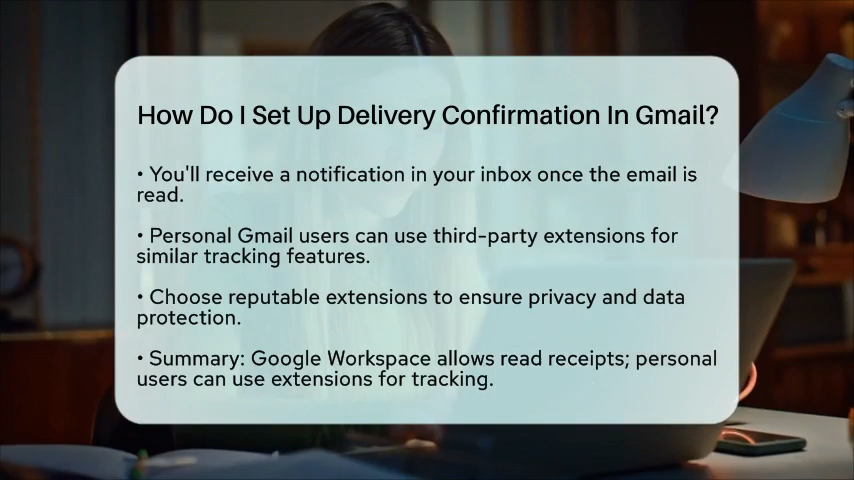 How Do I Set Up Delivery Confirmation In Gmail?
• You'll receive a notification in your inbox once the email is
read.
• Personal Gmail users can use third-party extensions for
similar tracking features.
• Choose reputable extensions to ensure privacy and data
protection.
• Summary: Google Workspace allows read receipts; personal
users can use extensions for tracking.